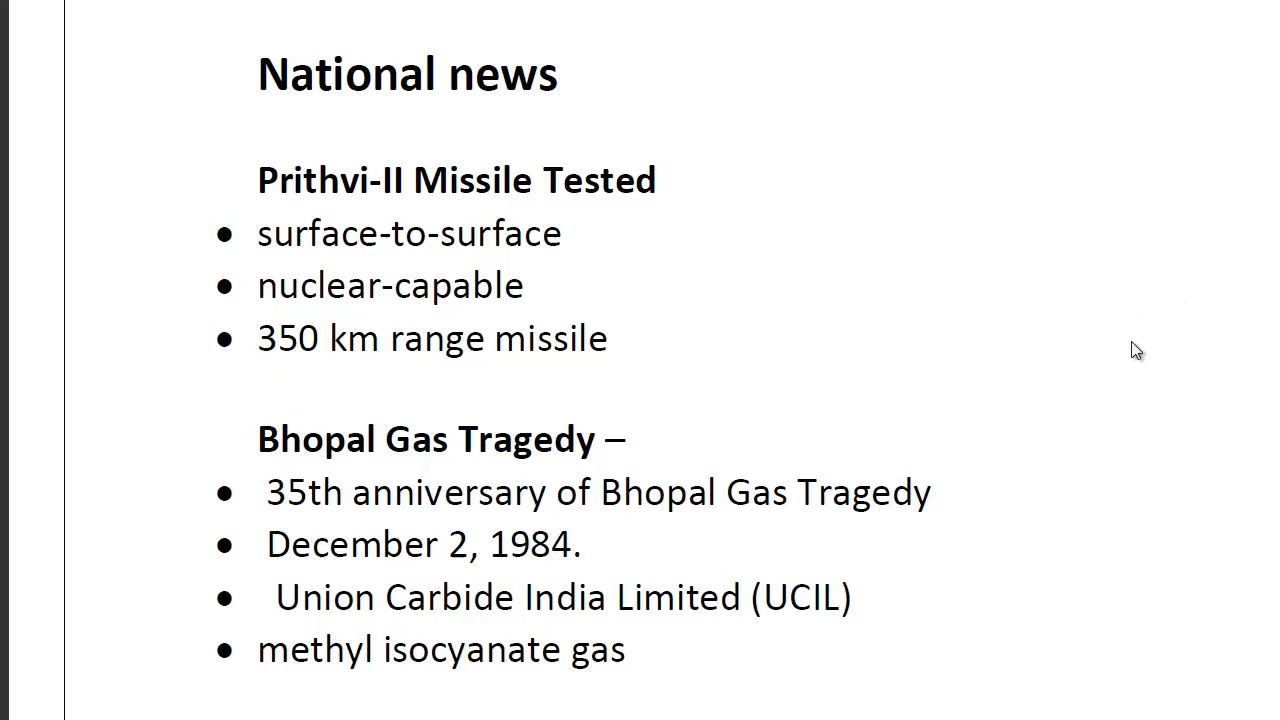 National news
Prithvi-II Missile Tested
• surface-to-surface
• nuclear-capable
• 350 km range missile
Bhopal Gas Tragedy –
• 35th anniversary of Bhopal Gas Tragedy
• December 2, 1984.
• Union Carbide India Limited (UCIL)
• methyl isocyanate gas